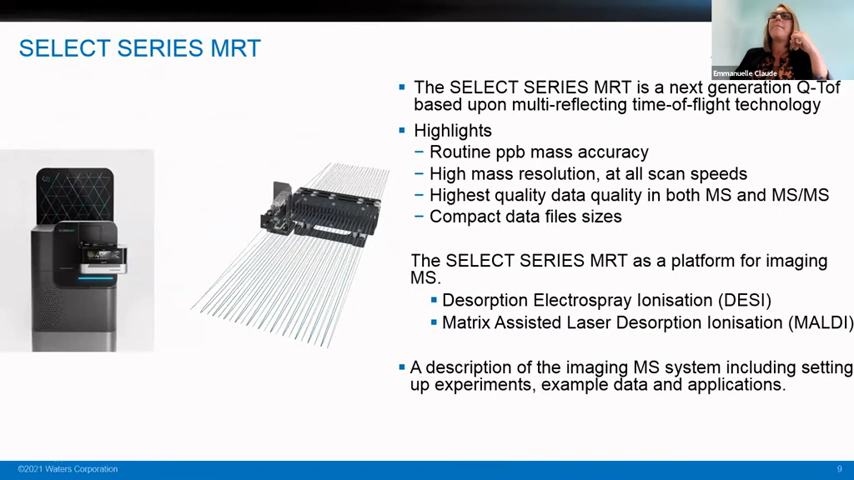 SELECT SERIES MRT
Emmanuelle Claude
The SELECT SERIES MRT is a next generation Q-Tof
based upon multi-reflecting time-of-flight technology
Highlights
– Routine ppb mass accuracy
– High mass resolution, at all scan speeds
– Highest quality data quality in both MS and MS/MS
– Compact data files sizes
The SELECT SERIES MRT as a platform for imaging
MS.
Desorption Electrospray Ionisation (DESI)
Matrix Assisted Laser Desorption Ionisation (MALDI)
A description of the imaging MS system including setting
up experiments, example data and applications.
©2021 Waters Corporation
9